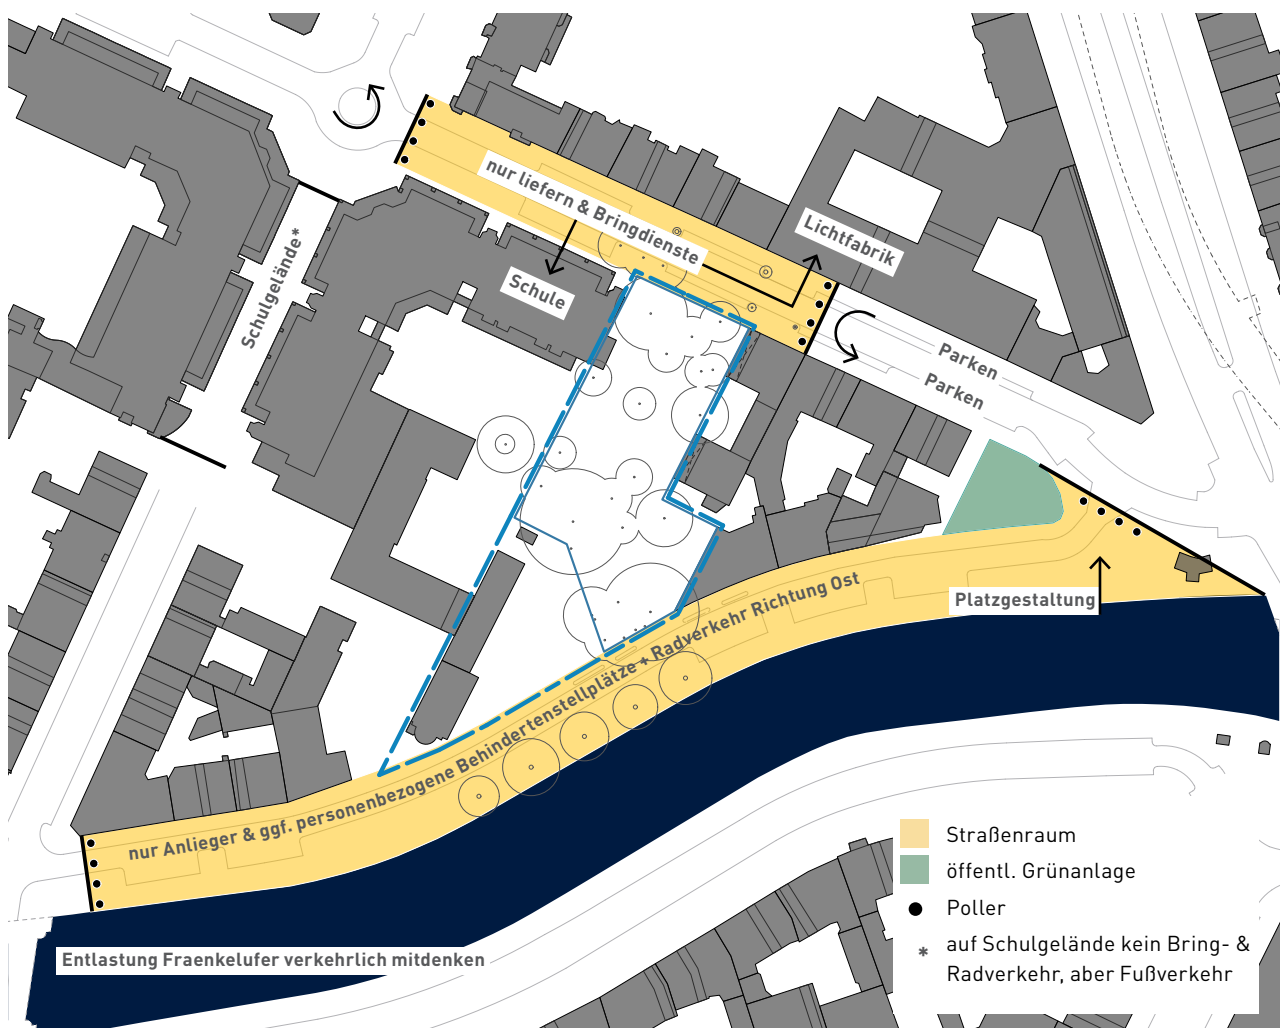 nur liefern & Bringdienste
Lichtfabrik
Schulgelände*
Schule
Parken
Parken
Platzgestaltung
nur Anlieger & ggf. personenbezogene Behindertenstellplätze + Radverkehr Richtung Ost
Entlastung Fraenkelufer verkehrlich mitdenken
Straßenraum
öffentl. Grünanlage
Poller
* auf Schulgelände kein Bring- &
Radverkehr, aber Fußverkehr